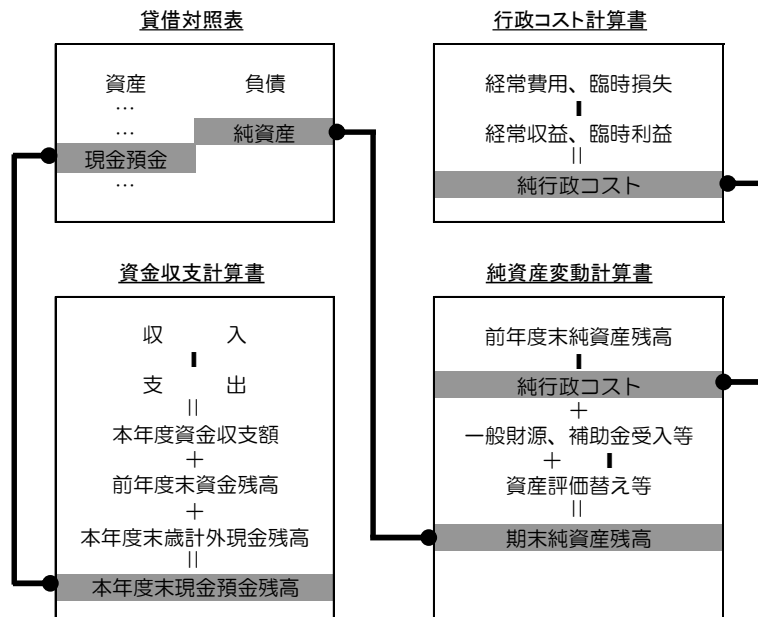 貸借対照表
資産 負債
…
… 純資産
現金預金
…
行政コスト計算書
経常費用、臨時損失
－
経常収益、臨時利益
＝
純行政コスト
資金収支計算書
収 入
－
支 出
＝
本年度資金収支額
＋
前年度末資金残高
＋
本年度末歳計外現金残高
＝
本年度末現金預金残高
純資産変動計算書
前年度末純資産残高
－
純行政コスト
＋
一般財源、補助金受入等
＋ －
資産評価替え等
＝
期末純資産残高